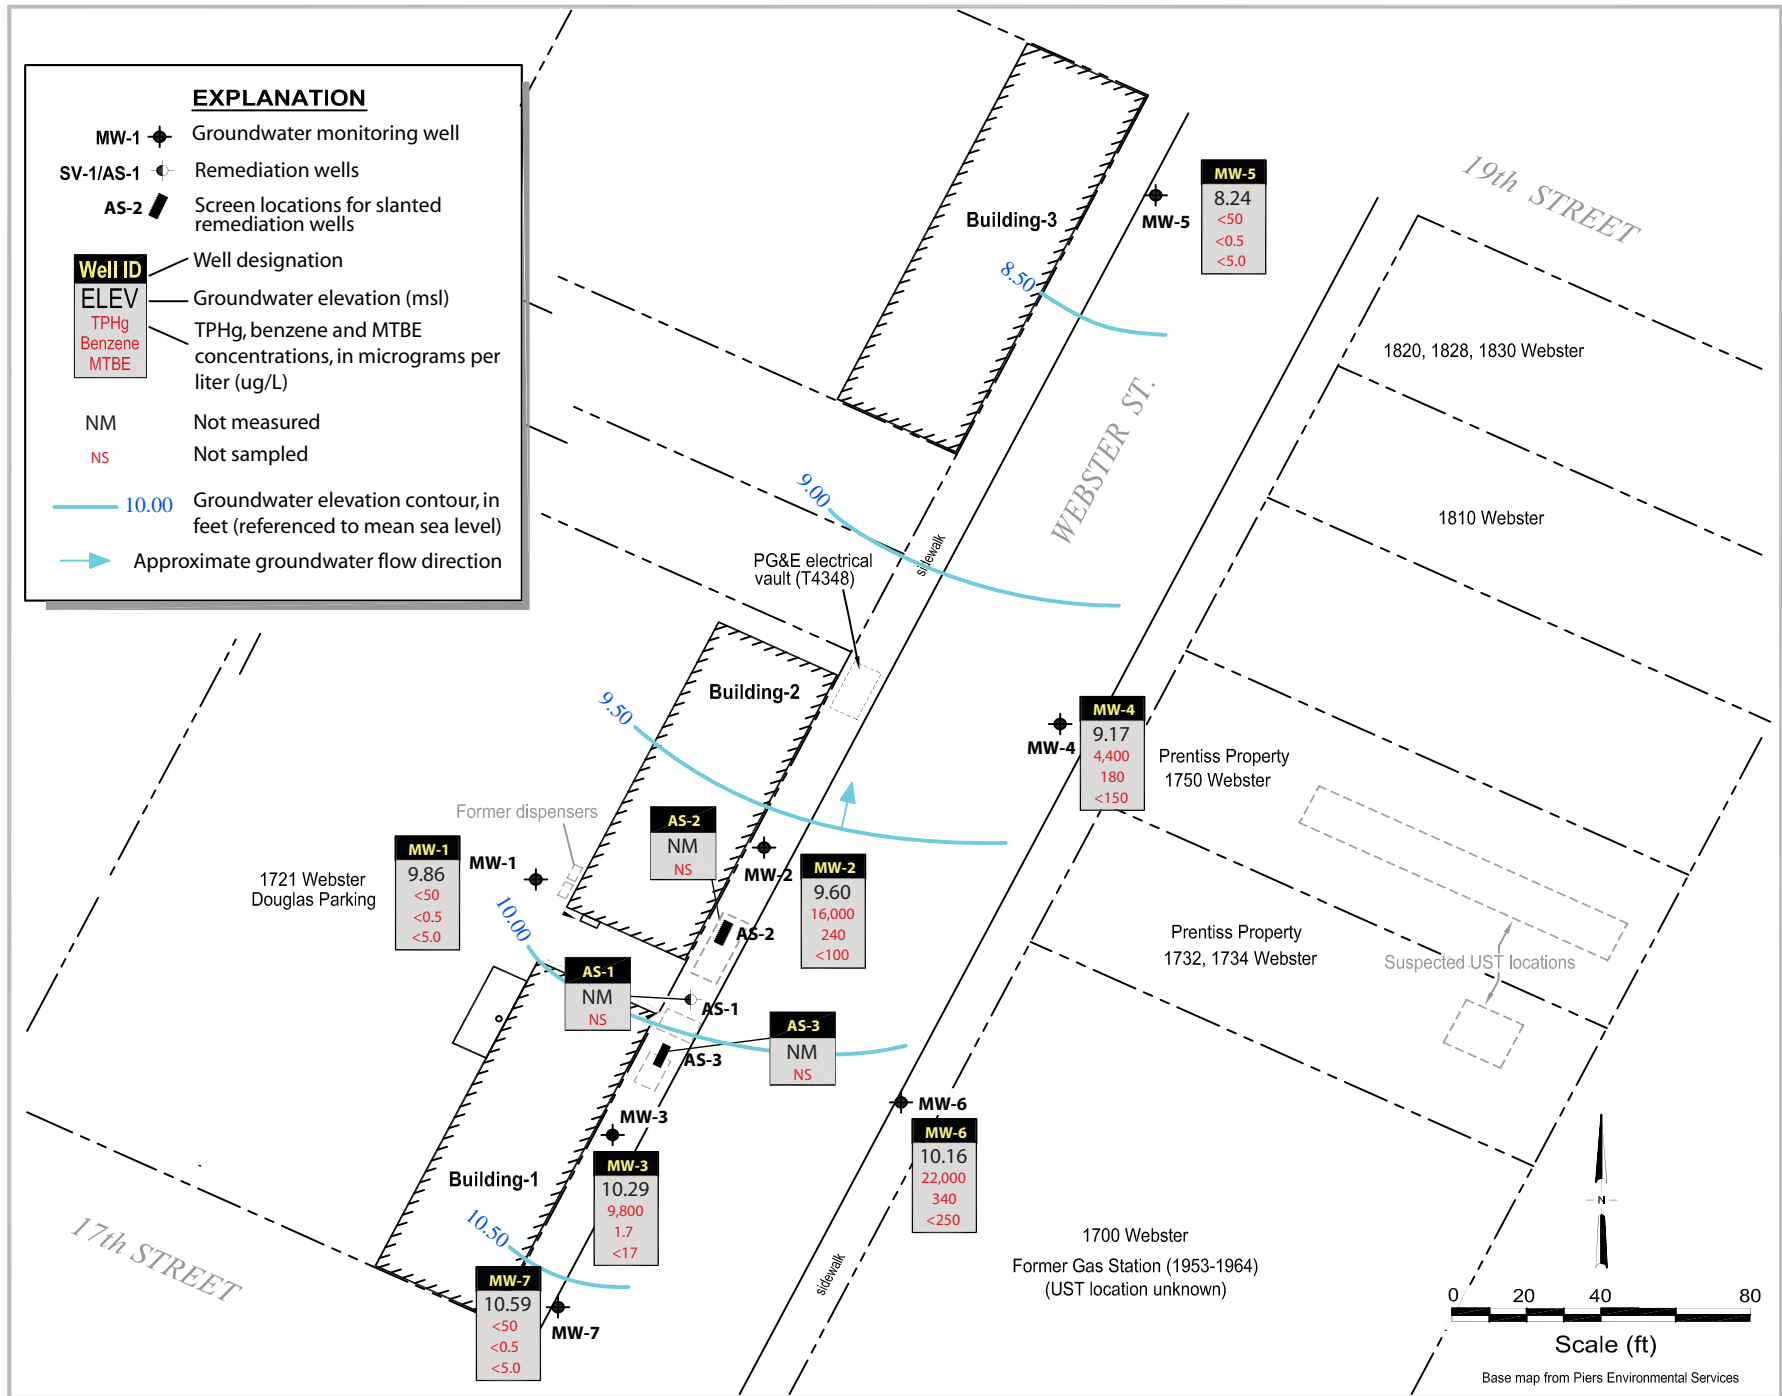 EXPLANATION
MW-1 Groundwater monitoring well
SV-1/AS-1 Remediation wells
AS-2 Screen locations for slanted
remediation wells
Well ID Well designation
ELEV Groundwater elevation (msl)
TPHg
Benzene
MTBE
TPHg, benzene and MTBE
concentrations, in micrograms per
liter (ug/L)
NM Not measured
NS Not sampled
10.00 Groundwater elevation contour, in
feet (referenced to mean sea level)
Approximate groundwater flow direction
19th STREET
Building-3
MW-5
MW-5
8.24
<50
<0.5
<5.0
8.50
1820, 1828, 1830 Webster
WEBSTER ST.
9.00
1810 Webster
sidewalk
PG&E electrical
vault (T4348)
Building-2
9.50
MW-4
MW-4
9.17
4,400
180
<150
Prentiss Property
1750 Webster
Former dispensers
AS-2
NM
NS
MW-1
9.86
<50
<0.5
<5.0
MW-1
1721 Webster
Douglas Parking
MW-2
MW-2
9.60
16,000
240
<100
10.00
AS-2
Prentiss Property
1732, 1734 Webster
Suspected UST locations
AS-1
NM
NS
AS-1
AS-3
NM
NS
AS-3
MW-3
MW-3
10.29
9,800
1.7
<17
MW-6
MW-6
10.16
22,000
340
<250
Building-1
10.50
17th STREET
MW-7
10.59
<50
<0.5
<5.0
MW-7
sidewalk
1700 Webster
Former Gas Station (1953-1964)
(UST location unknown)
N
0 20 40 80
Scale (ft)
Base map from Piers Environmental Services